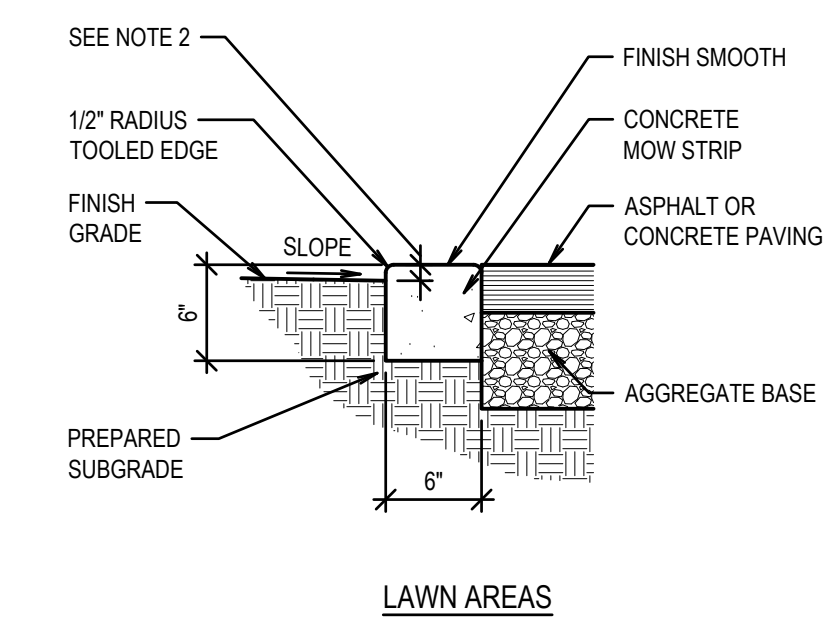 SEE NOTE 2
1/2" RADIUS
TOOLED EDGE
FINISH
GRADE
SLOPE
6"
PREPARED
SUBGRADE
6"
FINISH SMOOTH
CONCRETE
MOW STRIP
ASPHALT OR
CONCRETE PAVING
AGGREGATE BASE
LAWN AREAS